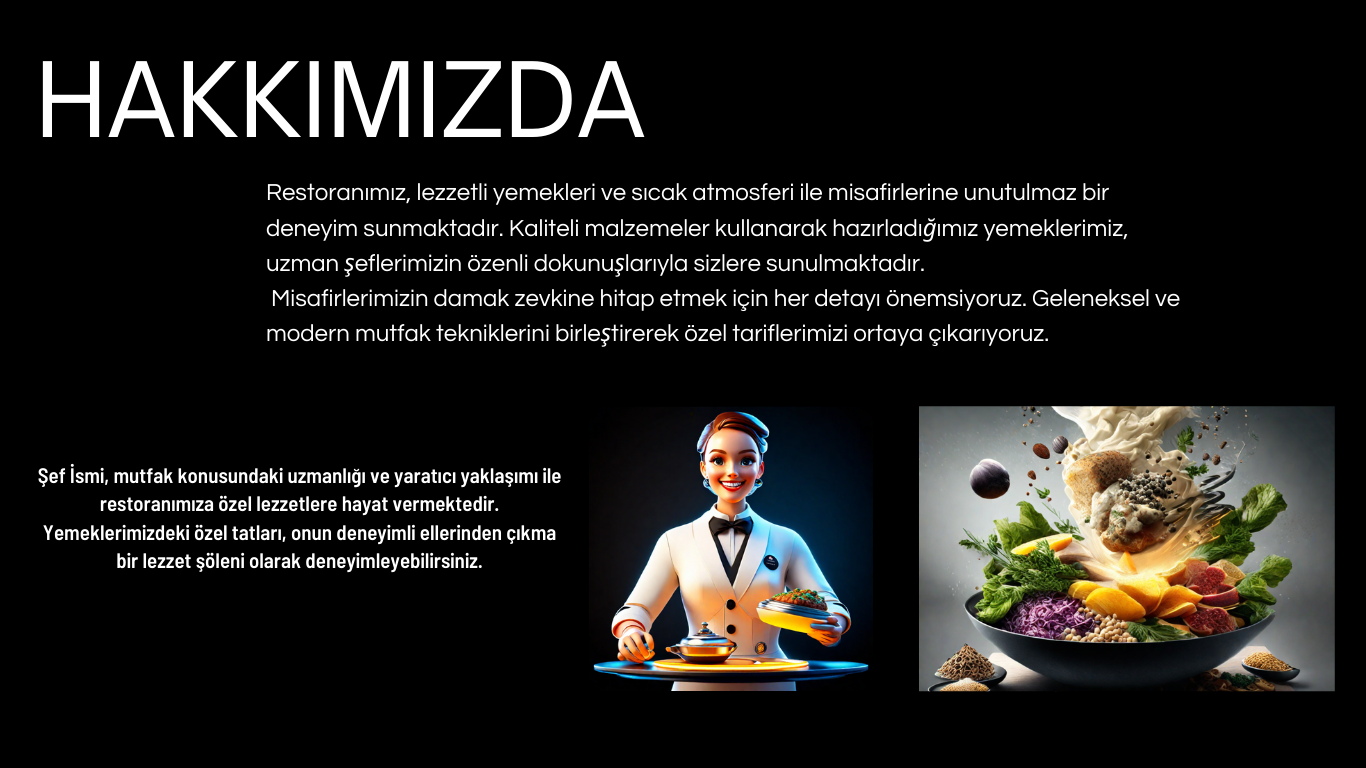 HAKKIMIZDA
Restoranımız, lezzetli yemekleri ve sıcak atmosferi ile misafirlerine unutulmaz bir
deneyim sunmaktadır. Kaliteli malzemeler kullanarak hazırladığımız yemeklerimiz,
uzman şeflerimizin özenli dokunuşlarıyla sizlere sunulmaktadır.
Misafirlerimizin damak zevkine hitap etmek için her detayı önemsiyoruz. Geleneksel ve
modern mutfak tekniklerini birleştirerek özel tariflerimizi ortaya çıkarıyoruz.
Şef İsmi, mutfak konusundaki uzmanlığı ve yaratıcı yaklaşımı ile
restoranımıza özel lezzetlere hayat vermektedir.
Yemeklerimizdeki özel tatları, onun deneyimli ellerinden çıkma
bir lezzet şöleni olarak deneyimleyebilirsiniz.